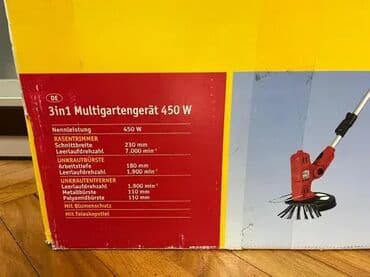 DE
3in1 Multigartengerät 450 W
Nennleistung 450 W
RASENTRIMMER
Schnittbreite 230 mm
Leerlaufdrehzahl 7.000 min⁻¹
UNKRAUTBÜRSTE
Arbeitstiefe 180 mm
Leerlaufdrehzahl 1.900 min⁻¹
UNKRAUTENTFERNER
Leerlaufdrehzahl 1.900 min⁻¹
Metallbürste 110 mm
Polyamidbürste 110 mm
Mit Blumenschutz
Mit Teleskopstiel